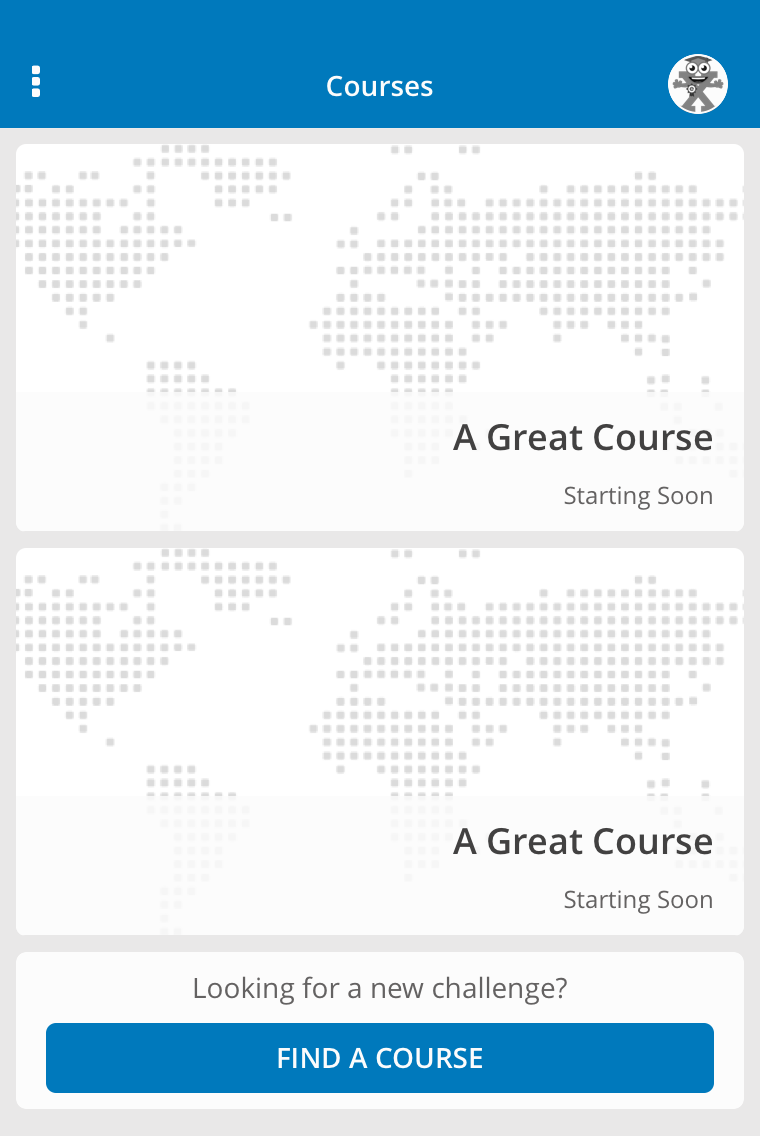 Courses
A Great Course
Starting Soon
A Great Course
Starting Soon
Looking for a new challenge?
FIND A COURSE